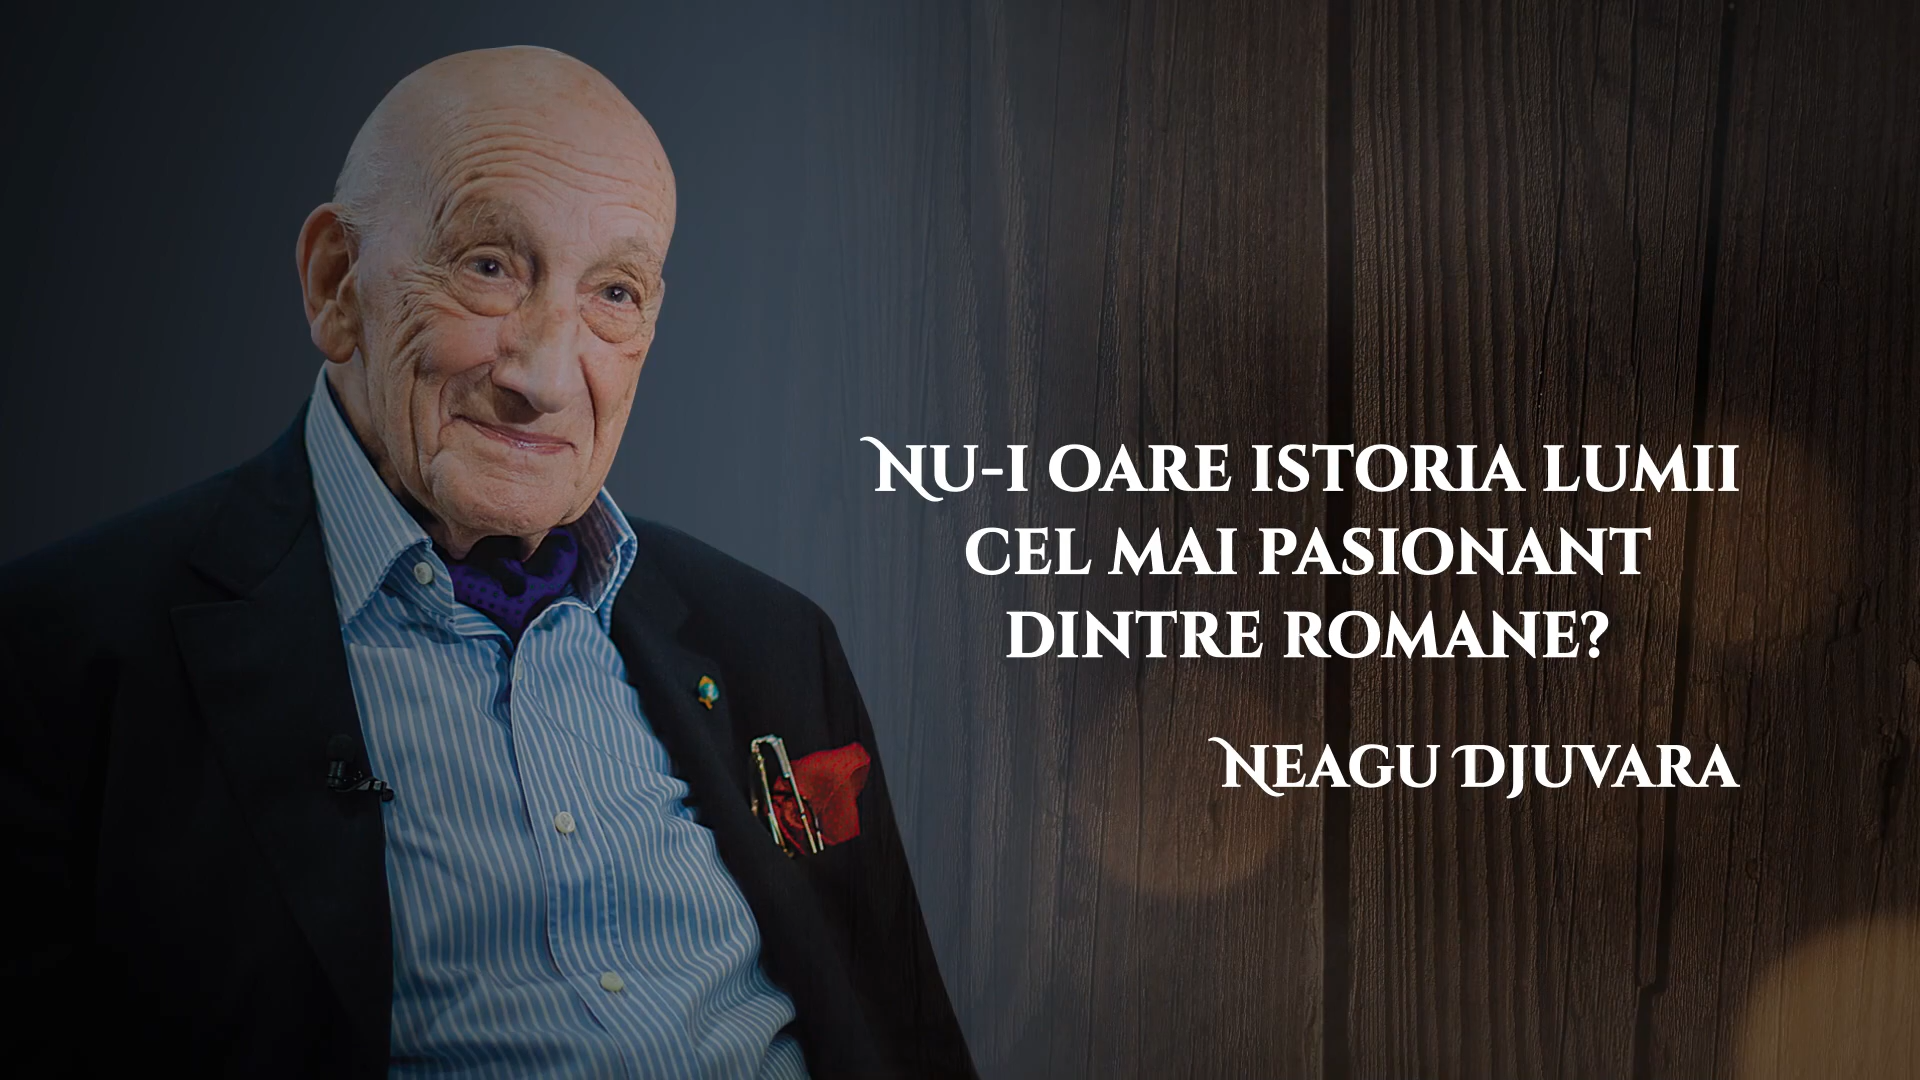 Nu-i oare istoria lumii
cel mai pasionant
dintre romane?
Neagu Djuvara